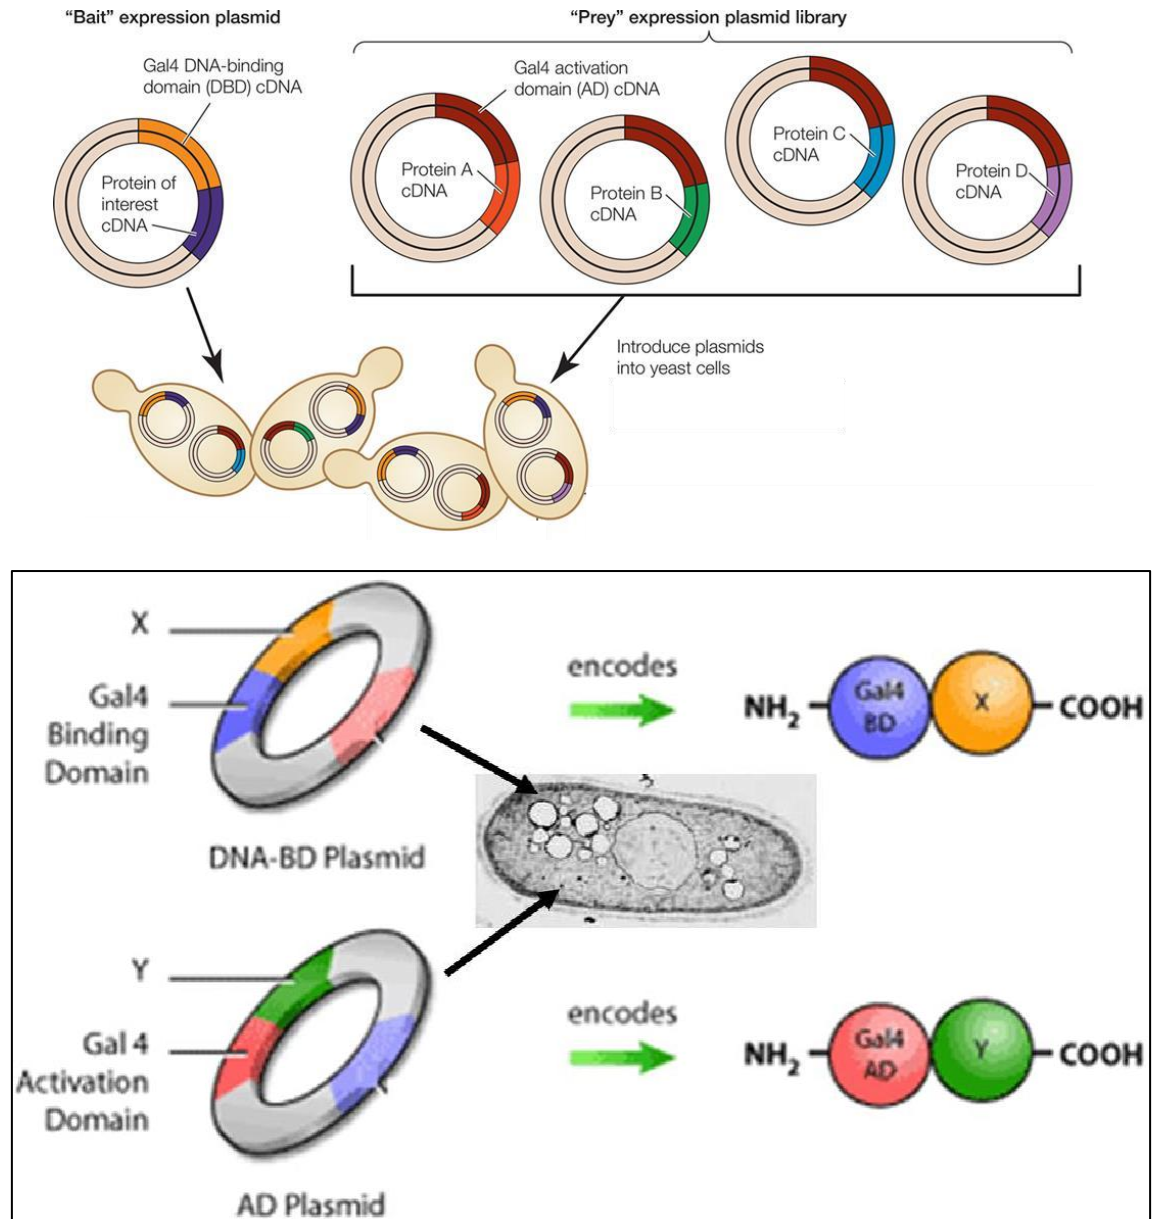 “Bait” expression plasmid
“Prey” expression plasmid library
Gal4 DNA-binding
domain (DBD) cDNA
Gal4 activation
domain (AD) cDNA
Protein of
interest
cDNA
Protein A
cDNA
Protein B
cDNA
Protein C
cDNA
Protein D
cDNA
Introduce plasmids
into yeast cells
X
Gal4
Binding
Domain
DNA-BD Plasmid
encodes
NH2
Gal4
BD
X
COOH
Y
Gal 4
Activation
Domain
AD Plasmid
encodes
NH2
Gal4
AD
Y
COOH